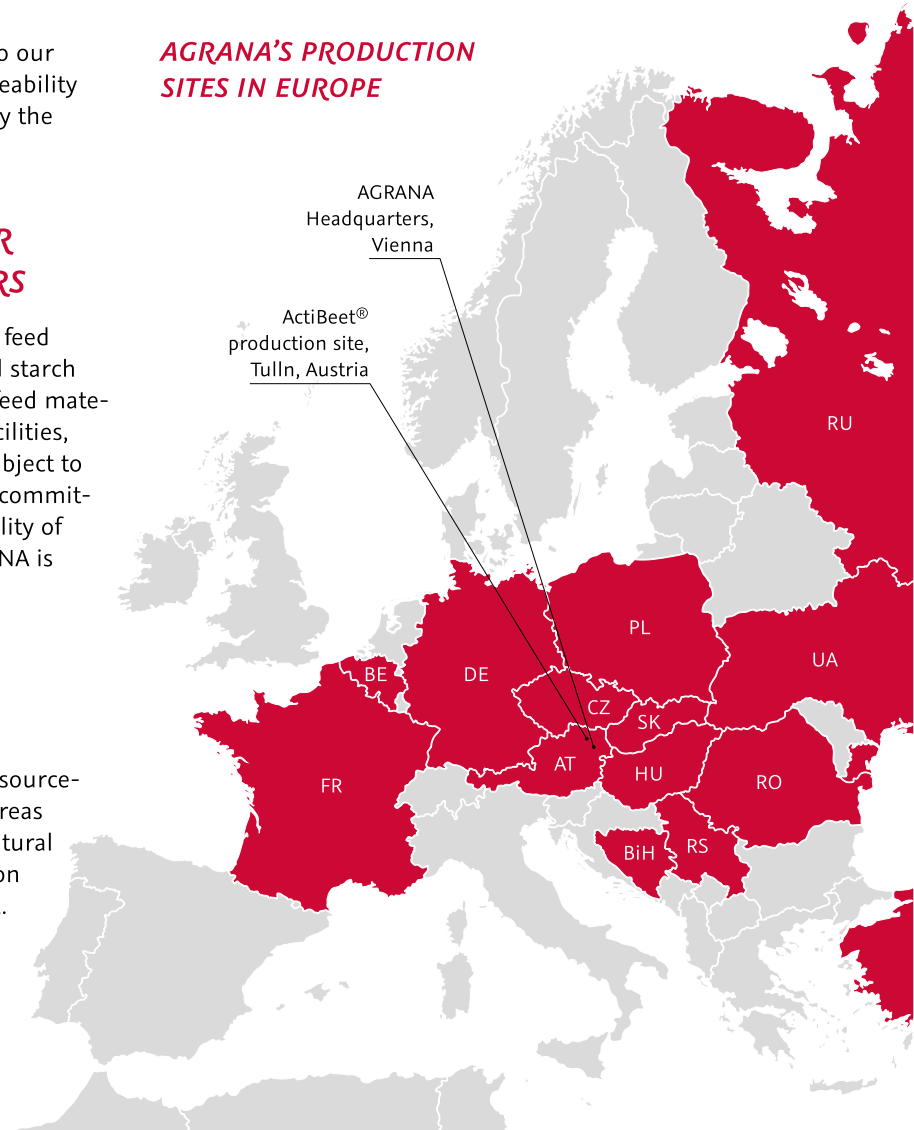 o our
eability
y the
R
RS
feed
l starch
feed mate-
cilities,
bject to
commit-
lity of
NA is
source-
reas
tural
on
.
AGRANA'S PRODUCTION
SITES IN EUROPE
AGRANA
Headquarters,
Vienna
ActiBeet®
production site,
Tulln, Austria
RU
PL
UA
BE
DE
CZ
SK
AT
HU
FR
RO
BiH
RS